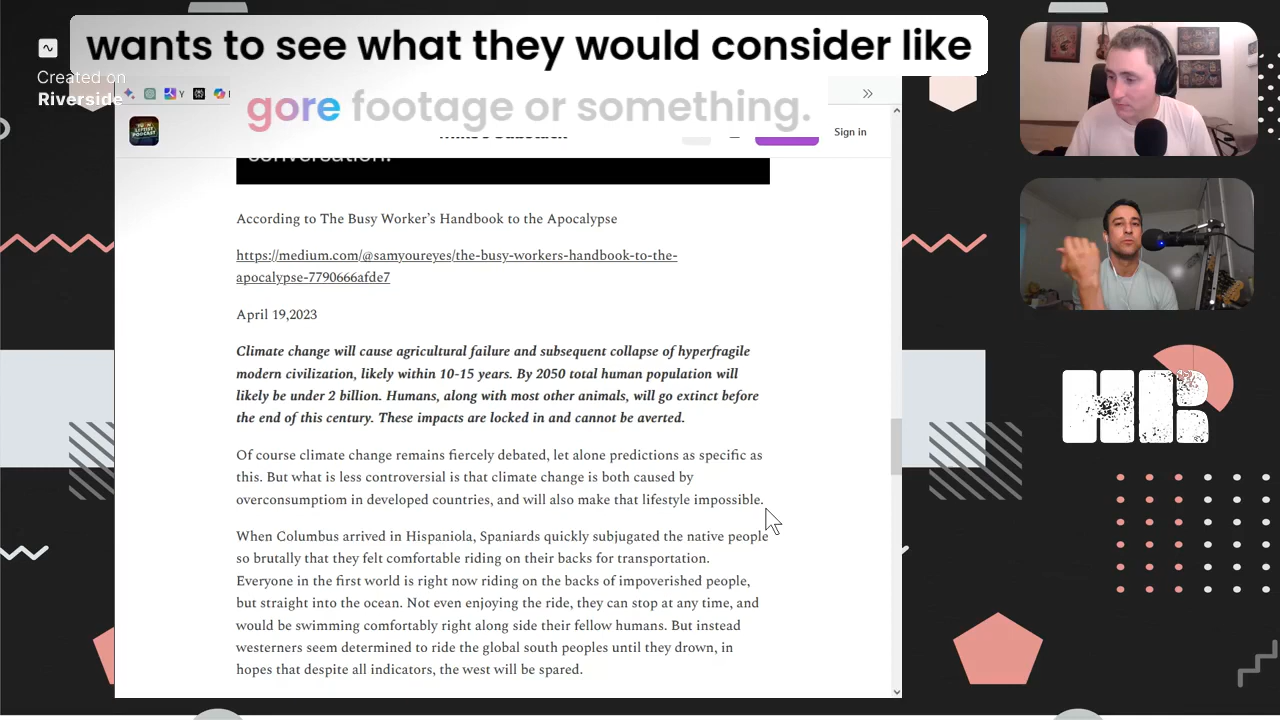 wants to see what they would consider like
gore footage or something.
Created on
Riverside
Y
Sign in
conversation.
According to The Busy Worker’s Handbook to the Apocalypse
https://medium.com/@samyoureyes/the-busy-workers-handbook-to-the-
apocalypse-7790666afde7
April 19,2023
Climate change will cause agricultural failure and subsequent collapse of hyperfragile
modern civilization, likely within 10-15 years. By 2050 total human population will
likely be under 2 billion. Humans, along with most other animals, will go extinct before
the end of this century. These impacts are locked in and cannot be averted.
Of course climate change remains fiercely debated, let alone predictions as specific as
this. But what is less controversial is that climate change is both caused by
overconsumptiom in developed countries, and will also make that lifestyle impossible.
When Columbus arrived in Hispaniola, Spaniards quickly subjugated the native people
so brutally that they felt comfortable riding on their backs for transportation.
Everyone in the first world is right now riding on the backs of impoverished people,
but straight into the ocean. Not even enjoying the ride, they can stop at any time, and
would be swimming comfortably right along side their fellow humans. But instead
westerners seem determined to ride the global south peoples until they drown, in
hopes that despite all indicators, the west will be spared.
HR